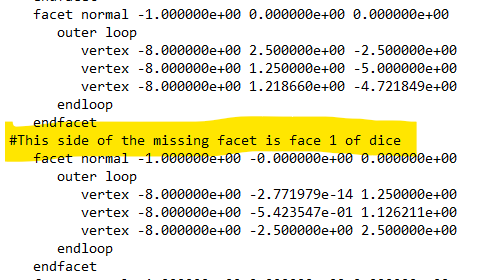 facet normal -1.000000e+00 0.000000e+00 0.000000e+00
outer loop
vertex -8.000000e+00 2.500000e+00 -2.500000e+00
vertex -8.000000e+00 1.250000e+00 -5.000000e+00
vertex -8.000000e+00 1.218660e+00 -4.721849e+00
endloop
endfacet
#This side of the missing facet is face 1 of dice
facet normal -1.000000e+00 -0.000000e+00 0.000000e+00
outer loop
vertex -8.000000e+00 -2.771979e-14 1.250000e+00
vertex -8.000000e+00 -5.423547e-01 1.126211e+00
vertex -8.000000e+00 -2.500000e+00 2.500000e+00
endloop
endfacet